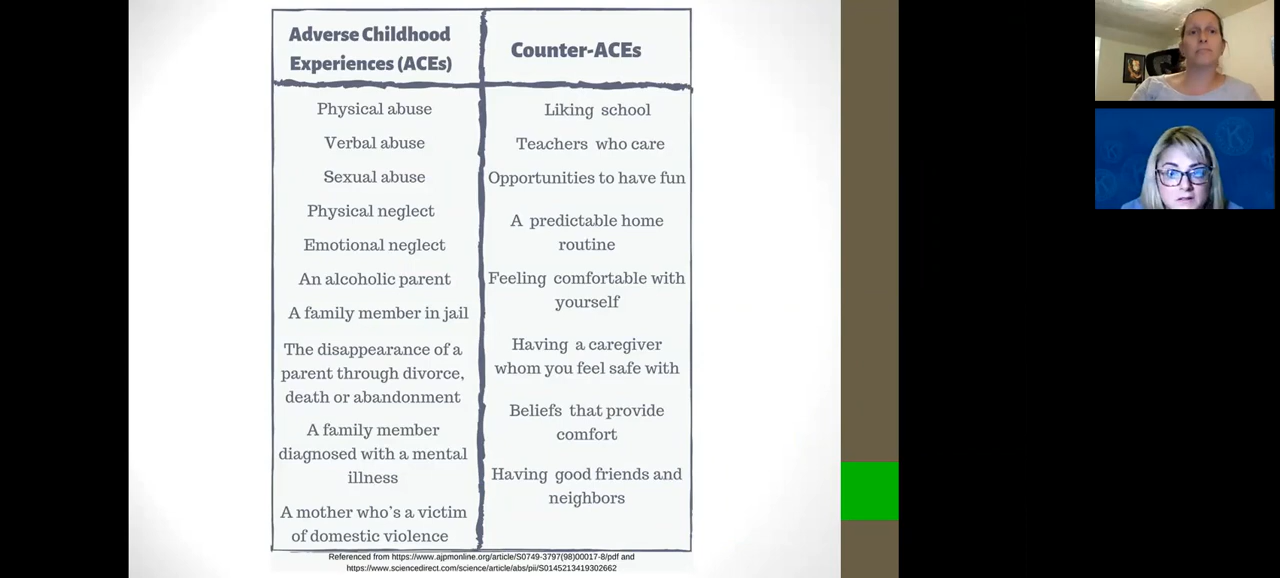 Adverse Childhood
Experiences (ACEs)
Physical abuse
Verbal abuse
Sexual abuse
Physical neglect
Emotional neglect
An alcoholic parent
A family member in jail
The disappearance of a
parent through divorce,
death or abandonment
A family member
diagnosed with a mental
illness
A mother who's a victim
of domestic violence
Counter-ACEs
Liking school
Teachers who care
Opportunities to have fun
A predictable home
routine
Feeling comfortable with
yourself
Having a caregiver
whom you feel safe with
Beliefs that provide
comfort
Having good friends and
neighbors
Referenced from https://www.ajpmonline.org/article/S0749-3797(98)00017-8/pdf and
https://www.sciencedirect.com/science/article/abs/pii/S0145213419302662